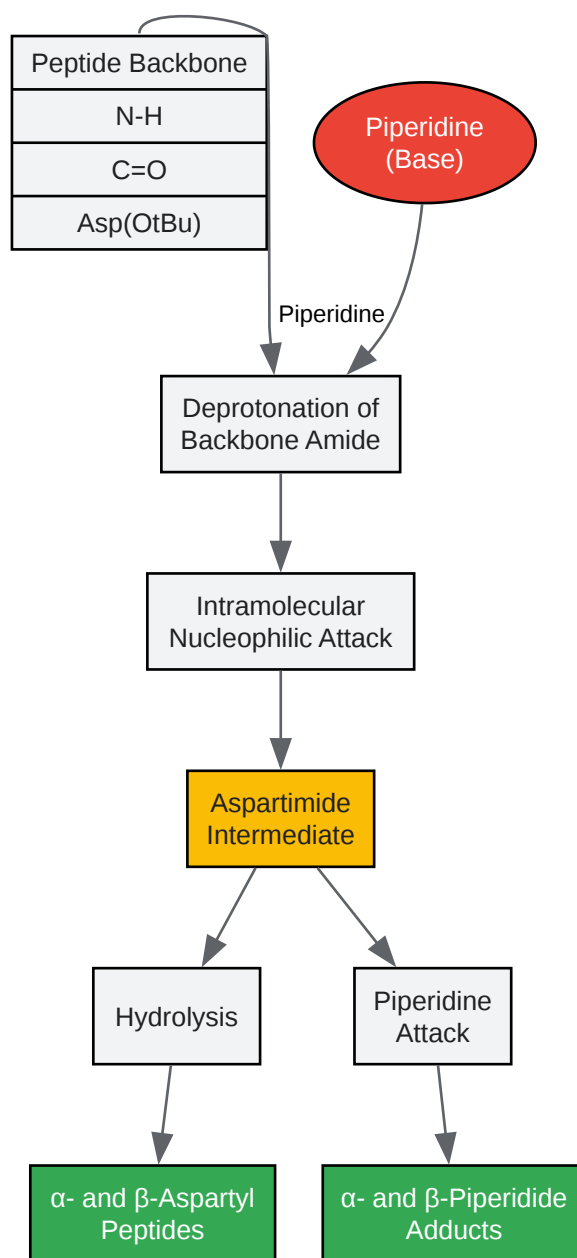 Peptide Backbone
N-H
C=O
Asp(OtBu)
Piperidine
(Base)
Piperidine
Deprotonation of
Backbone Amide
Intramolecular
Nucleophilic Attack
Aspartimide
Intermediate
Hydrolysis
Piperidine
Attack
α- and β-Aspartyl
Peptides
α- and β-Piperidide
Adducts